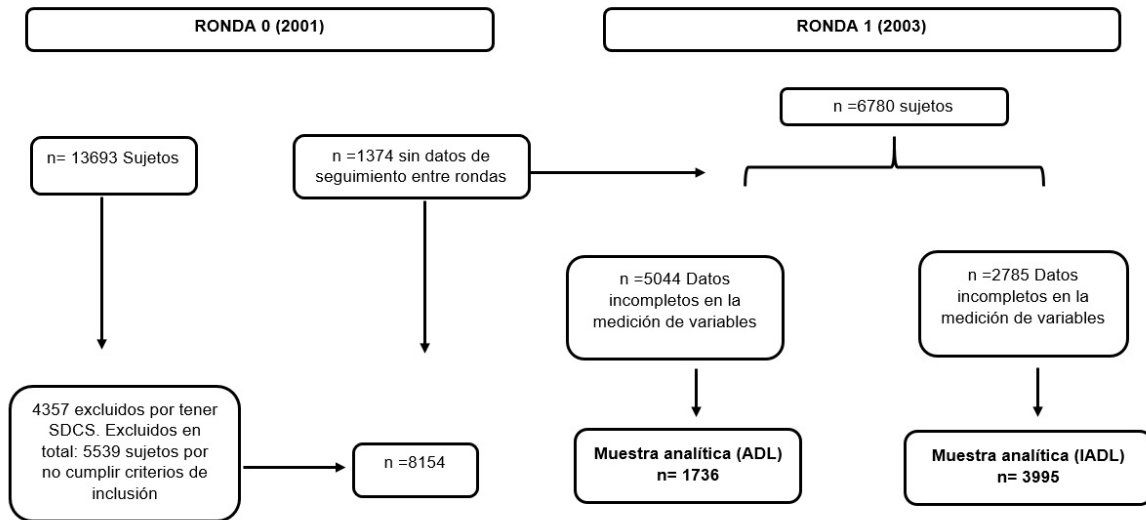 RONDA 0 (2001)
RONDA 1 (2003)
n =6780 sujetos
n= 13693 Sujetos
n =1374 sin datos de
seguimiento entre rondas
n =5044 Datos
incompletos en la
medición de variables
n =2785 Datos
incompletos en la
medición de variables
4357 excluidos por tener
SDCS. Excluidos en
total: 5539 sujetos por
no cumplir criterios de
inclusión
n =8154
Muestra analítica (ADL)
n= 1736
Muestra analítica (IADL)
n= 3995